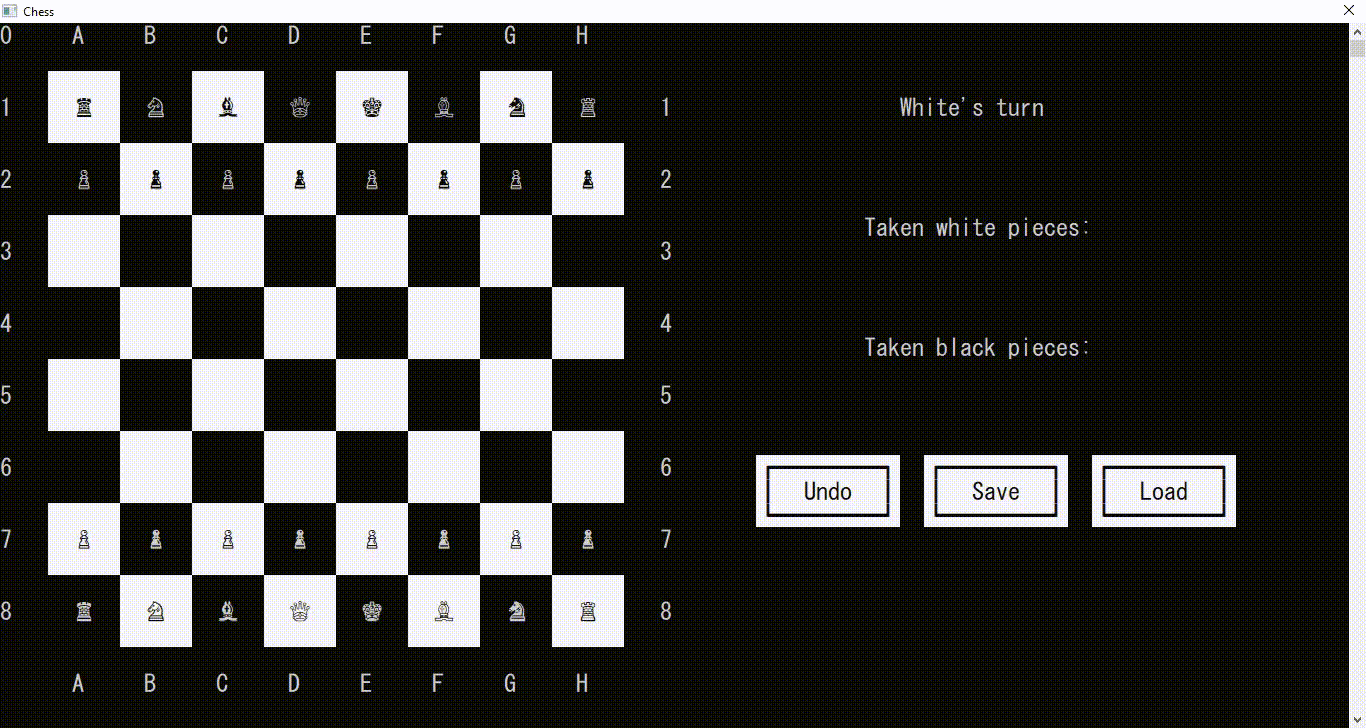 Chess
0 A B C D E F G H
1 ♜ ♘ ♝ ♕ ♚ ♗ ♞ ♖ 1 White's turn
2 ♙ ♟ ♙ ♟ ♙ ♟ ♙ ♟ 2
Taken white pieces:
3 3
4 4
Taken black pieces:
5 5
6 6
Undo Save Load
7 ♙ ♟ ♙ ♟ ♙ ♟ ♙ ♟ 7
8 ♜ ♘ ♝ ♕ ♚ ♗ ♞ ♖ 8
A B C D E F G H